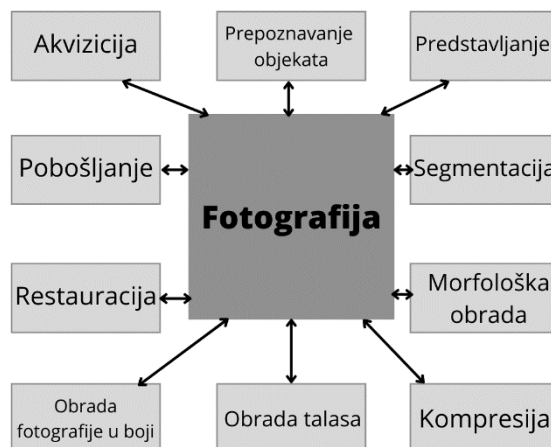 Akvizicija
Prepoznavanje
objekata
Predstavljanje
Pobošljanje
Segmentacija
Fotografija
Restauracija
Morfološka
obrada
Obrada
fotografije u boji
Obrada talasa
Kompresija